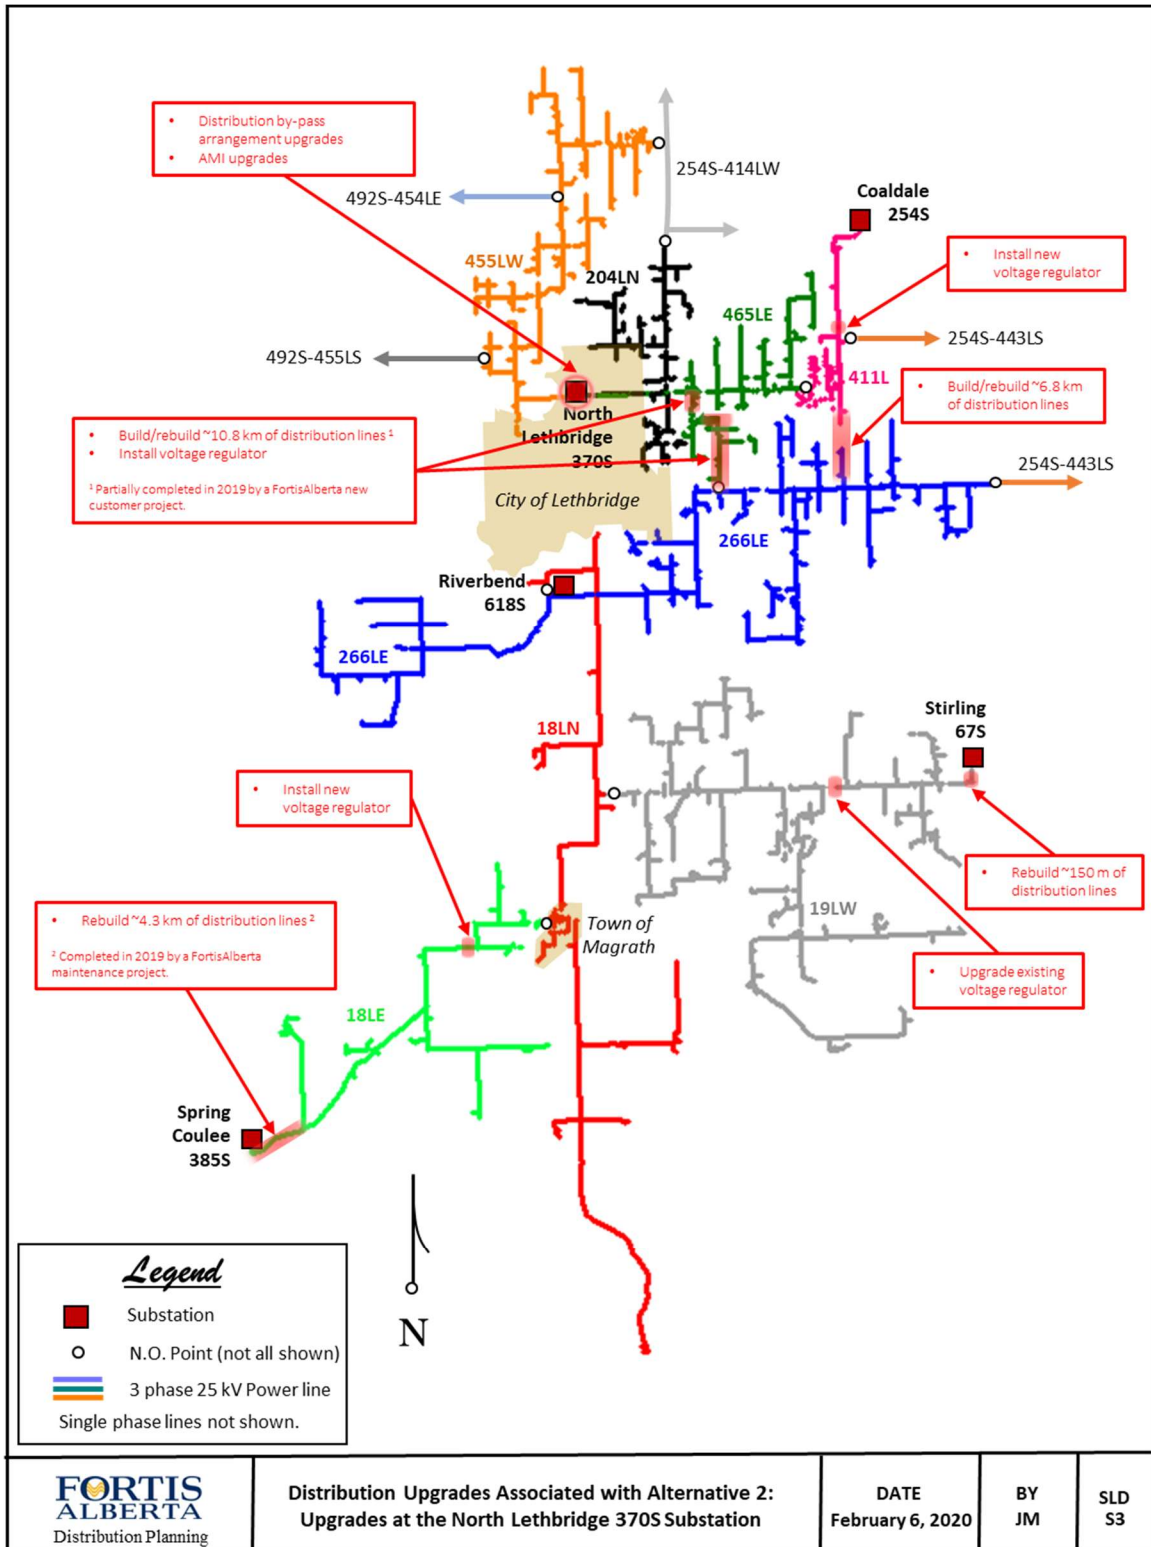 • Distribution by-pass
arrangement upgrades
• AMI upgrades
254S-414LW
492S-454LE
Coaldale
254S
• Install new
voltage regulator
455LW
204LN
465LE
254S-443LS
492S-455LS
411L
• Build/rebuild ~6.8 km
of distribution lines
North
Lethbridge
370S
• Build/rebuild ~10.8 km of distribution lines ¹
• Install voltage regulator
¹ Partially completed in 2019 by a FortisAlberta new
customer project.
254S-443LS
City of Lethbridge
266LE
Riverbend
618S
266LE
18LN
Stirling
67S
• Install new
voltage regulator
• Rebuild ~150 m of
distribution lines
• Rebuild ~4.3 km of distribution lines ²
² Completed in 2019 by a FortisAlberta
maintenance project.
Town of
Magrath
19LW
• Upgrade existing
voltage regulator
18LE
Spring
Coulee
385S
N
Legend
Substation
N.O. Point (not all shown)
3 phase 25 kV Power line
Single phase lines not shown.
FORTIS
ALBERTA
Distribution Planning
Distribution Upgrades Associated with Alternative 2:
Upgrades at the North Lethbridge 370S Substation
DATE
February 6, 2020
BY
JM
SLD
S3